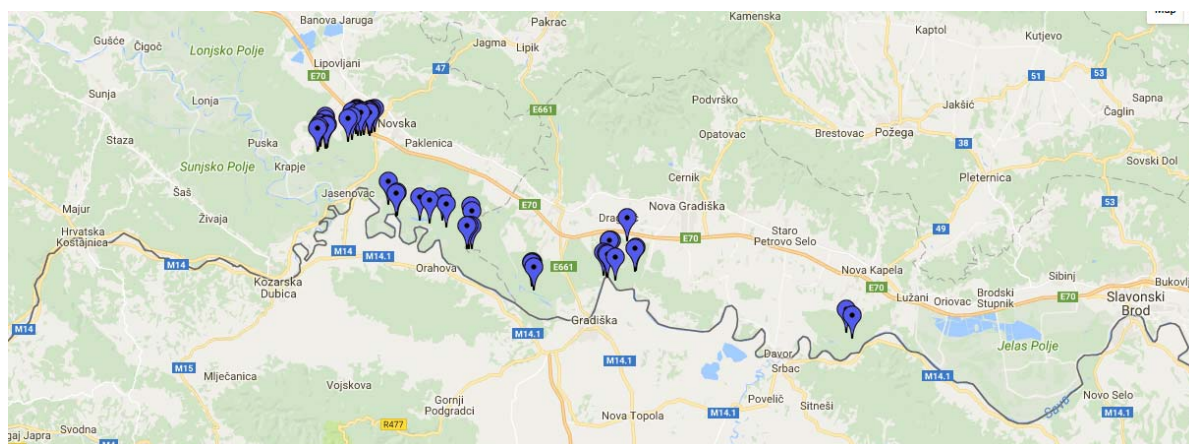 Map
Banova Jaruga
Pakrac
Kamenska
Kaptol
Kutjevo
Gušće
Čigoč
Lonjsko Polje
Jagma
Lipik
Lipovljani
47
E70
51
53
Sunja
Lonja
E661
Podvrško
Jakšić
Sapna
Čaglin
Staza
Puska
Novska
Paklenica
Opatovac
Brestovac
Požega
38
Sunjsko Polje
Krapje
Sovski Dol
Šaš
Jasenovac
Cernik
Pleternica
Majur
Živaja
E70
Nova Gradiška
53
Hrvatska
Kostajnica
M14
M14.1
E70
Staro
Petrovo Selo
49
M14
Orahova
E661
Nova Kapela
Sibinj
Kozarska
Dubica
E70
Lužani
Oriovac
Brodski
Stupnik
E70
Slavonski
Brod
M14
M14.1
Gradiška
Jelas Polje
M15
M14.1
Davor
Srbac
M14.1
Mlječanica
Vojskova
Gornji
Podgradci
Povelič
Sitneši
Novo Selo
R477
Nova Topola
M14.1
Sava
M14.1
Svodna